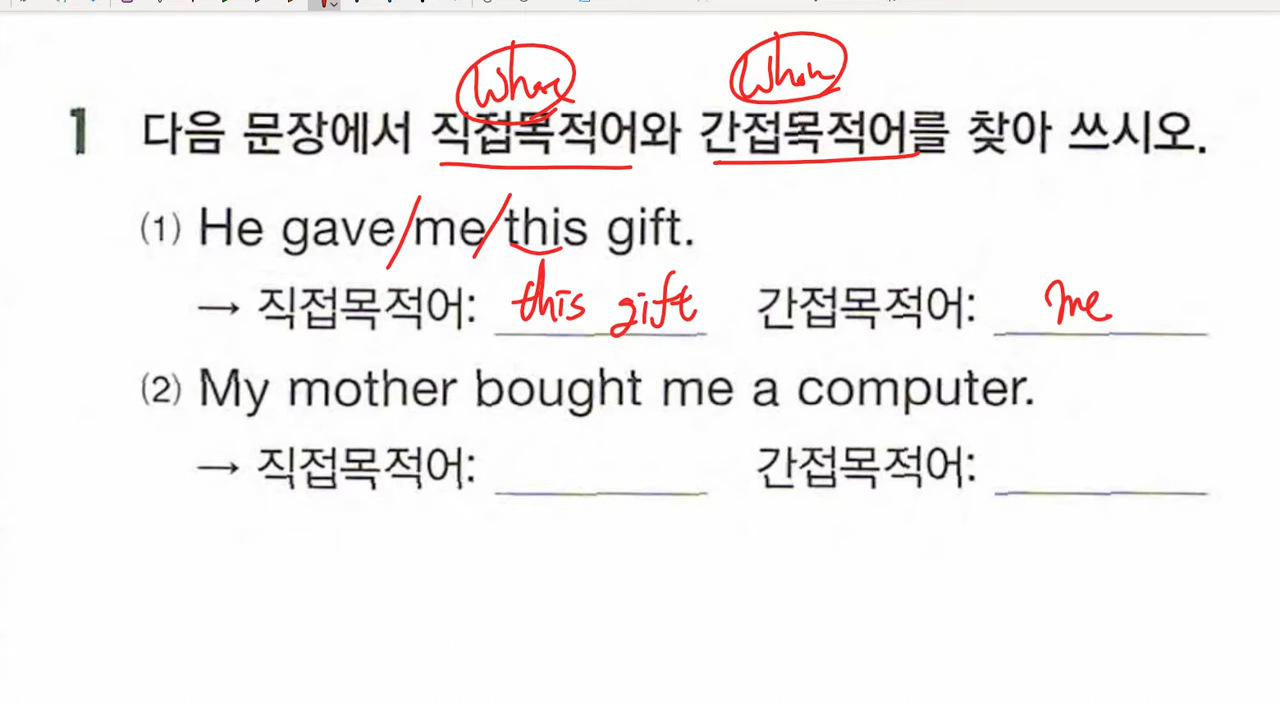 whom
1 다음 문장에서 직접목적어와 간접목적어를 찾아 쓰시오.
(1) He gave/me/this gift.
→ 직접목적어: this gift 간접목적어: me
(2) My mother bought me a computer.
→ 직접목적어: 간접목적어: